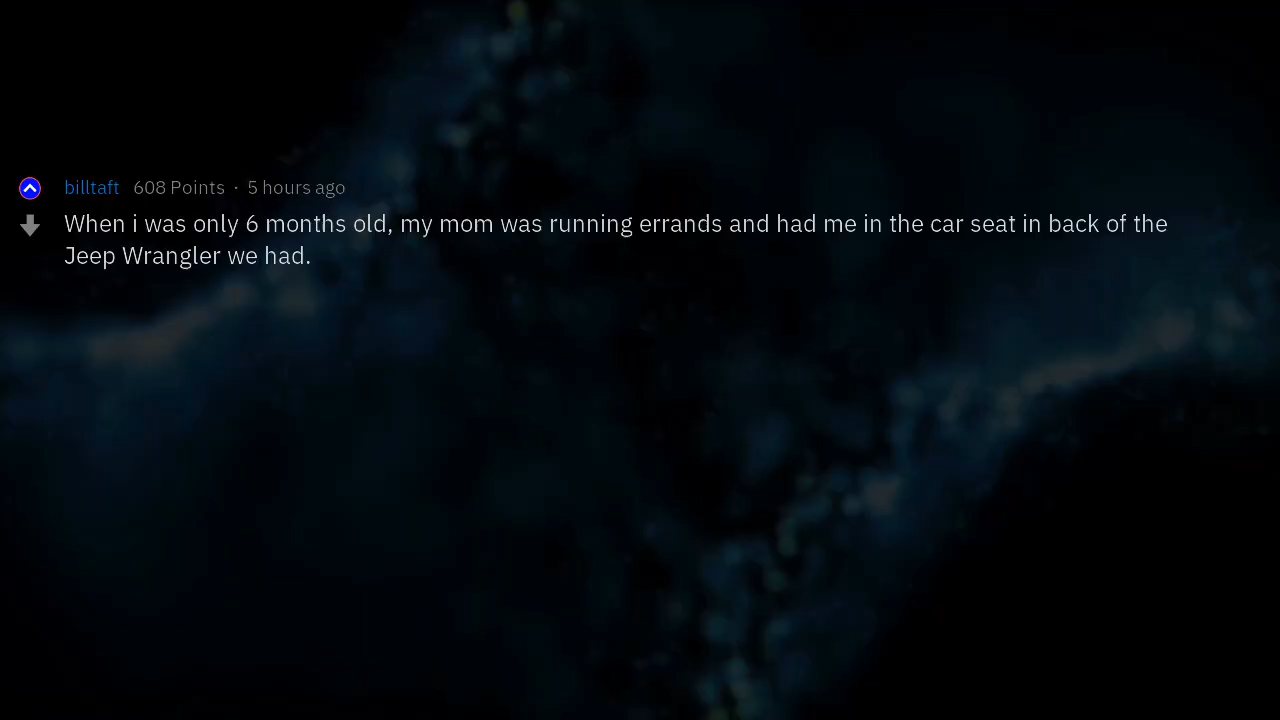 billtaft 608 Points · 5 hours ago
When i was only 6 months old, my mom was running errands and had me in the car seat in back of the
Jeep Wrangler we had.